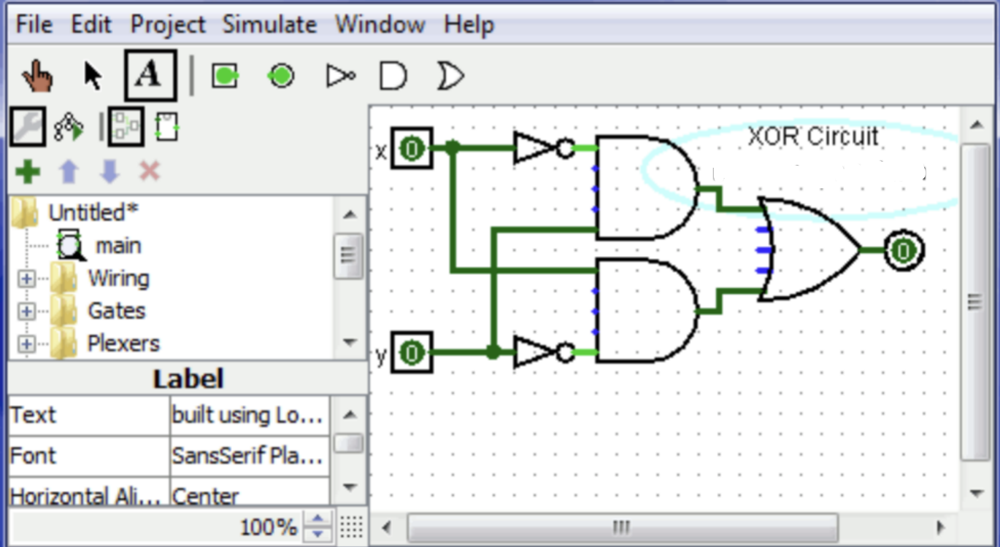 File Edit Project Simulate Window Help
A
XOR Circuit
x 0
Untitled*
main
Wiring
Gates
Plexers
0
y 0
Label
Text built using Lo...
Font SansSerif Pla...
Horizontal Ali... Center
100%